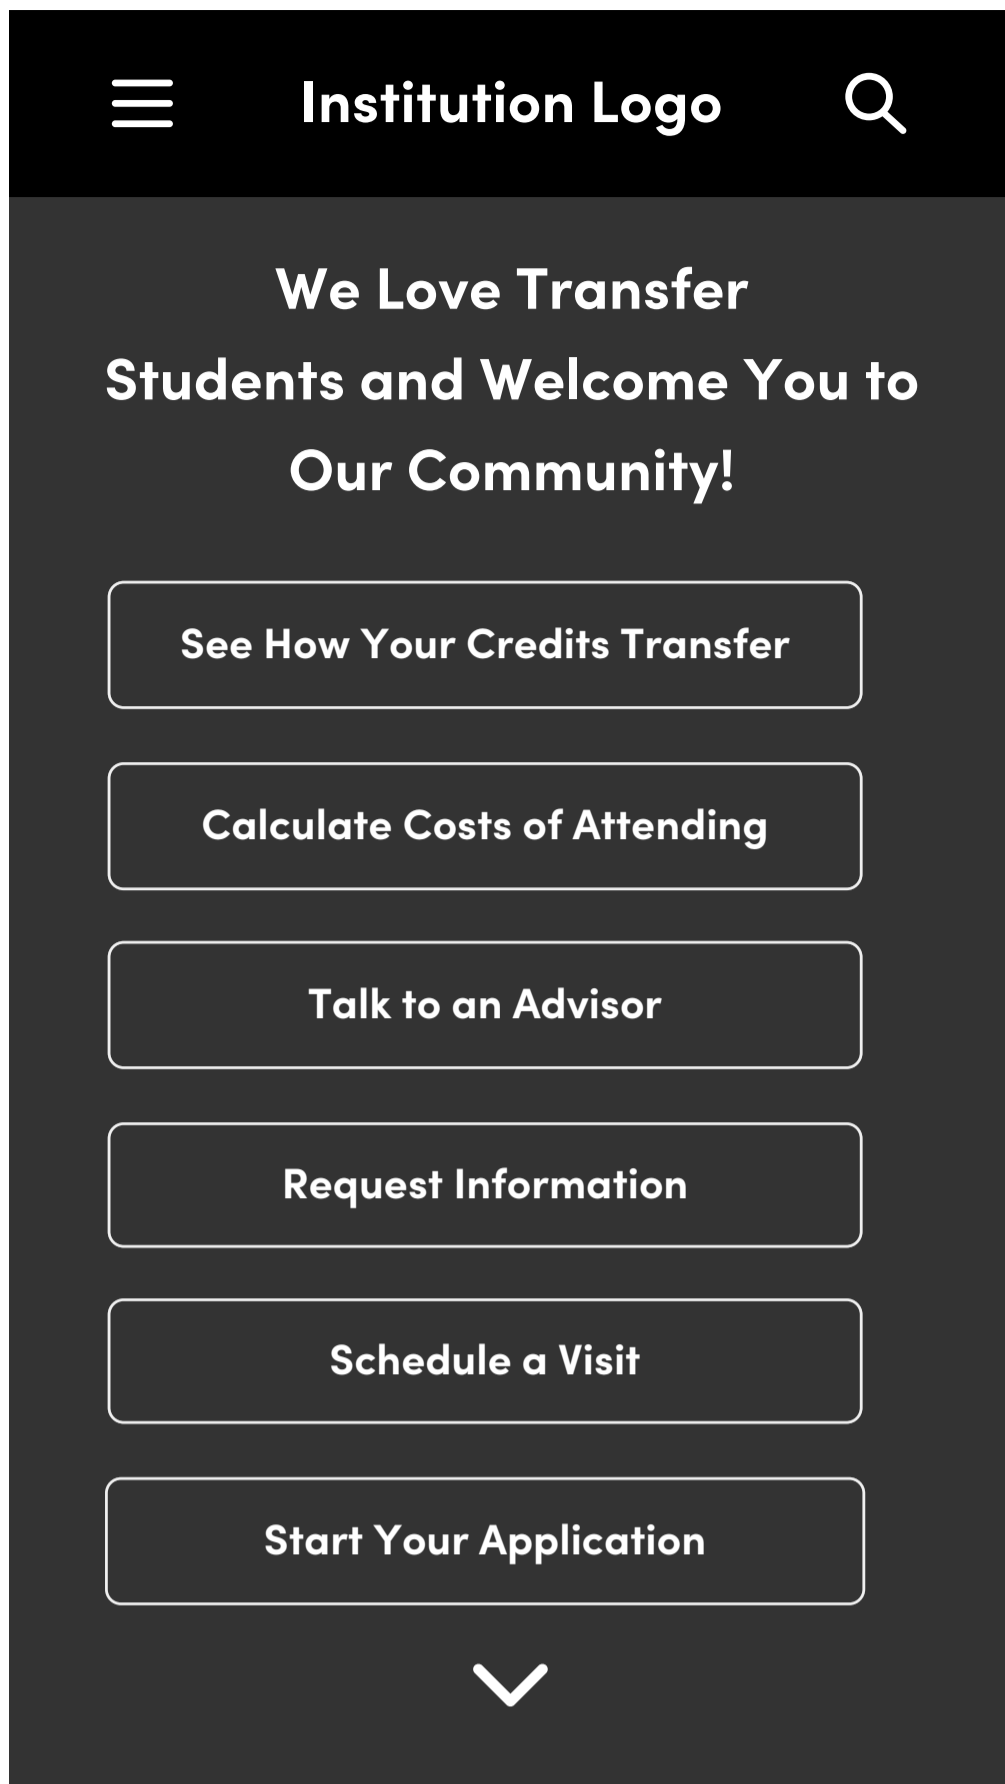 Institution Logo
We Love Transfer
Students and Welcome You to
Our Community!
See How Your Credits Transfer
Calculate Costs of Attending
Talk to an Advisor
Request Information
Schedule a Visit
Start Your Application